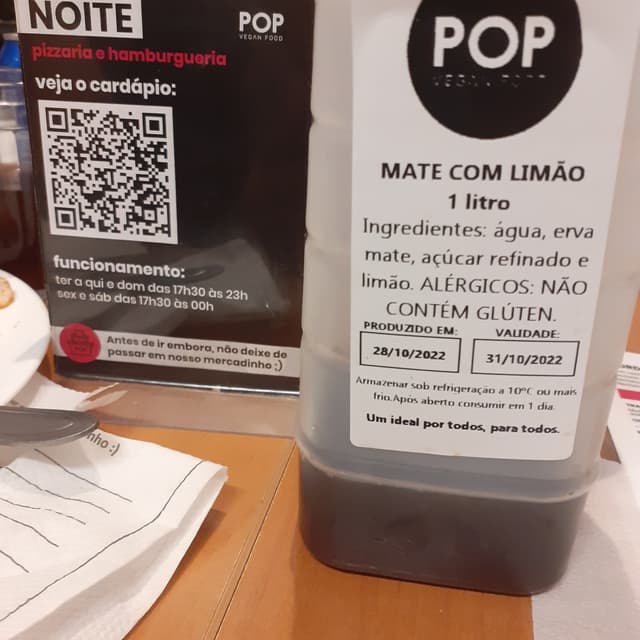 NOITE
POP
VEGAN FOOD
pizzaria e hamburgueria
veja o cardápio:
funcionamento:
ter a qui e dom das 17h30 às 23h
sex e sáb das 17h30 às 00h
Antes de ir embora, não deixe de
passar em nosso mercadinho ;)
POP
VEGAN FOOD
MATE COM LIMÃO
1 litro
Ingredientes: água, erva
mate, açúcar refinado e
limão. ALÉRGICOS: NÃO
CONTÉM GLÚTEN.
PRODUZIDO EM: VALIDADE:
28/10/2022 31/10/2022
Armazenar sob refrigeração a 10°C ou mais
frio.Após aberto consumir em 1 dia.
Um ideal por todos, para todos.